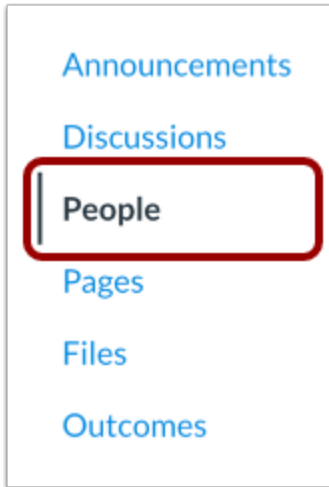 Announcements
Discussions
People
Pages
Files
Outcomes